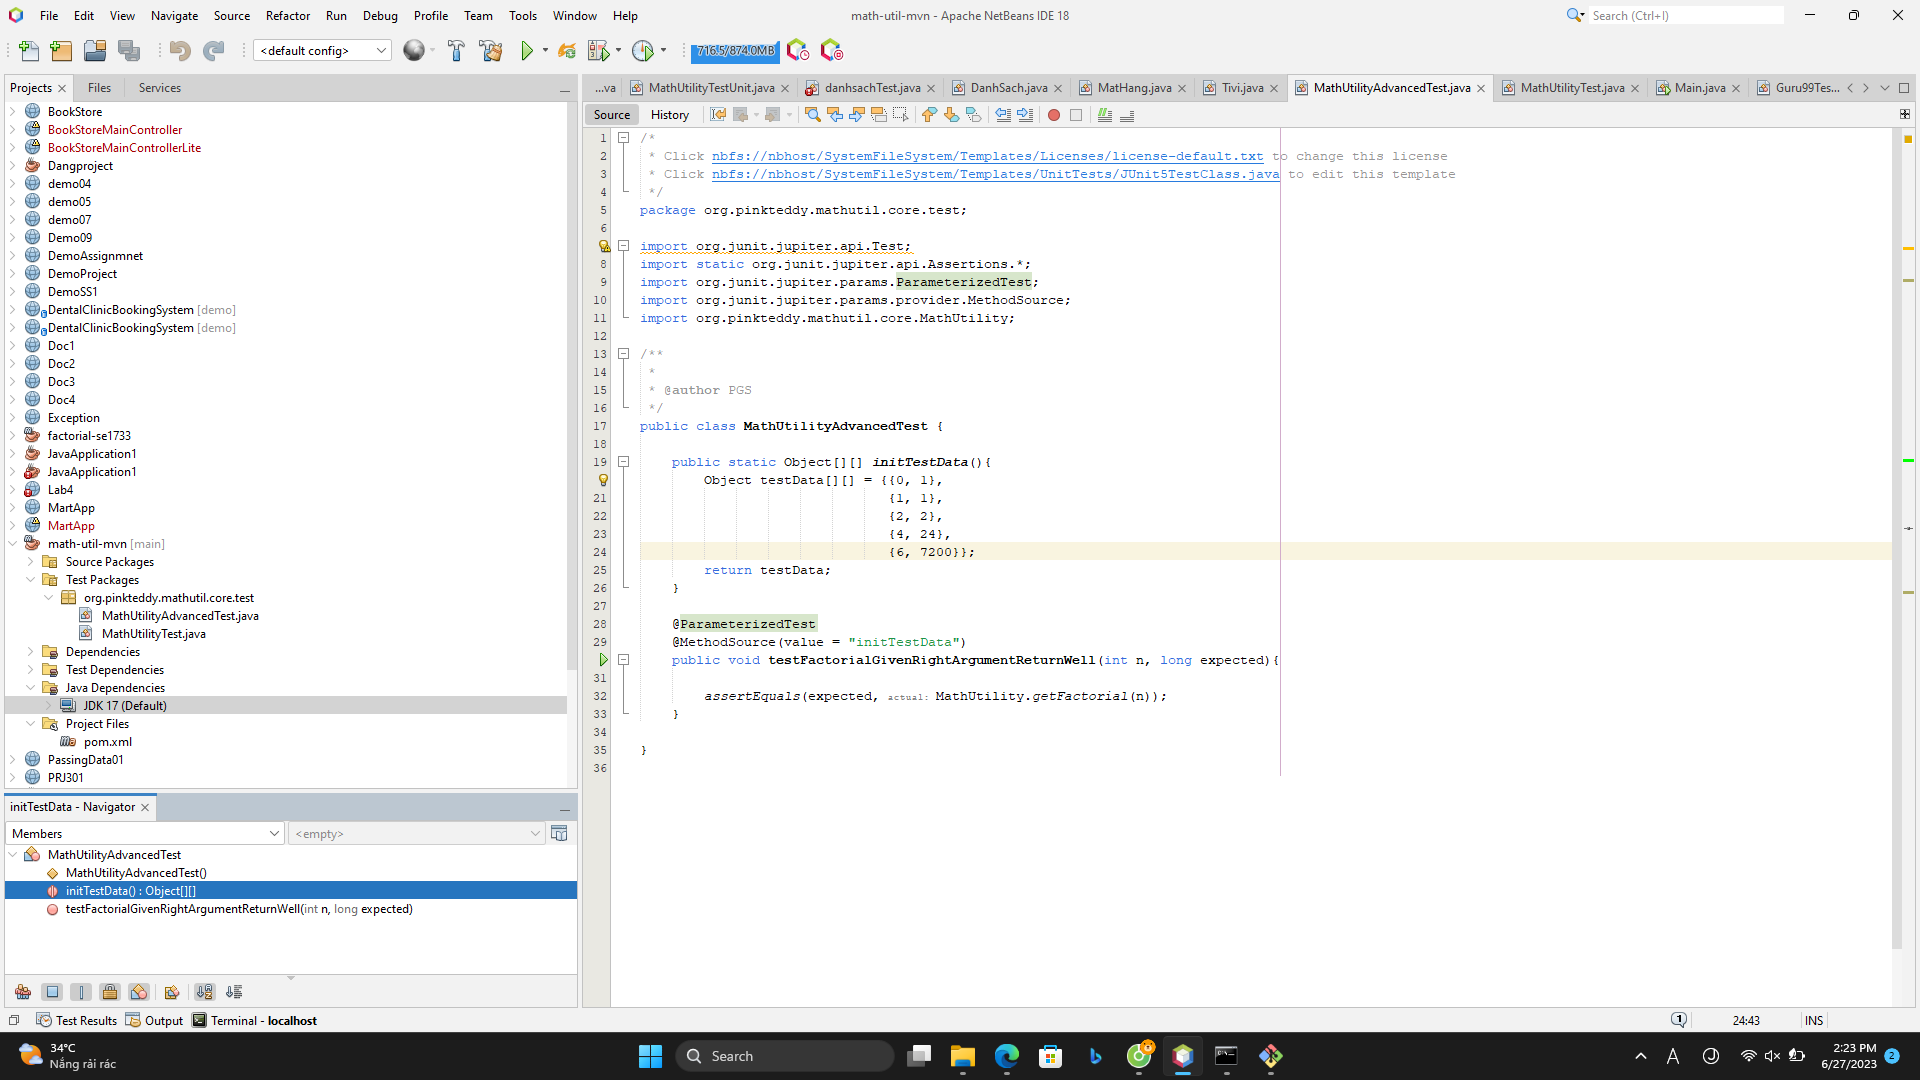 File Edit View Navigate Source Refactor Run Debug Profile Team Tools Window Help
math-util-mvn - Apache NetBeans IDE 18
Search (Ctrl+I)
<default config>
716.5/874.0MB
Projects Files Services
BookStore
BookStoreMainController
BookStoreMainControllerLite
Dangproject
demo04
demo05
demo07
Demo09
DemoAssignmnet
DemoProject
DemoSS1
DentalClinicBookingSystem [demo]
DentalClinicBookingSystem [demo]
Doc1
Doc2
Doc3
Doc4
Exception
factorial-se1733
JavaApplication1
JavaApplication1
Lab4
MartApp
MartApp
math-util-mvn [main]
Source Packages
Test Packages
org.pinkteddy.mathutil.core.test
MathUtilityAdvancedTest.java
MathUtilityTest.java
Dependencies
Test Dependencies
Java Dependencies
JDK 17 (Default)
Project Files
pom.xml
PassingData01
PRJ301
initTestData - Navigator
Members
<empty>
MathUtilityAdvancedTest
MathUtilityAdvancedTest()
initTestData() : Object[][]
testFactorialGivenRightArgumentReturnWell(int n, long expected)
...va MathUtilityTestUnit.java danhsachTest.java DanhSach.java MatHang.java Tivi.java MathUtilityAdvancedTest.java MathUtilityTest.java Main.java Guru99Tes...
Source History
1 /*
2 * Click nbfs://nbhost/SystemFileSystem/Templates/Licenses/license-default.txt to change this license
3 * Click nbfs://nbhost/SystemFileSystem/Templates/UnitTests/JUnit5TestClass.java to edit this template
4 */
5 package org.pinkteddy.mathutil.core.test;
6
import org.junit.jupiter.api.Test;
8 import static org.junit.jupiter.api.Assertions.*;
9 import org.junit.jupiter.params.ParameterizedTest;
10 import org.junit.jupiter.params.provider.MethodSource;
11 import org.pinkteddy.mathutil.core.MathUtility;
12
13 /**
14 *
15 * @author PGS
16 */
17 public class MathUtilityAdvancedTest {
18
19 public static Object[][] initTestData(){
Object testData[][] = {{0, 1},
21 {1, 1},
22 {2, 2},
23 {4, 24},
24 {6, 7200}};
25 return testData;
26 }
27
28 @ParameterizedTest
29 @MethodSource(value = "initTestData")
public void testFactorialGivenRightArgumentReturnWell(int n, long expected){
31
32 assertEquals(expected, actual: MathUtility.getFactorial(n));
33 }
34
35 }
36
Test Results Output Terminal - localhost
1
24:43 INS
34°C
Nắng rải rác
Search
2:23 PM
6/27/2023
2